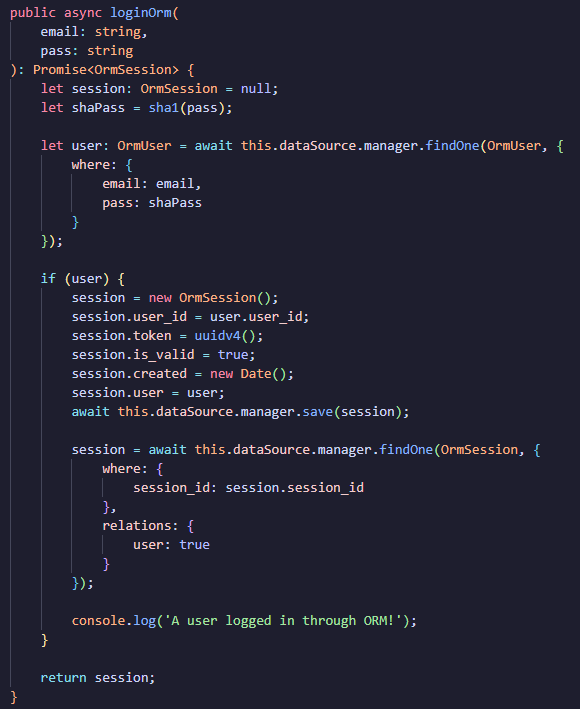 public async loginOrm(
    email: string,
    pass: string
): Promise<OrmSession> {
    let session: OrmSession = null;
    let shaPass = sha1(pass);

    let user: OrmUser = await this.dataSource.manager.findOne(OrmUser, {
        where: {
            email: email,
            pass: shaPass
        }
    });

    if (user) {
        session = new OrmSession();
        session.user_id = user.user_id;
        session.token = uuidv4();
        session.is_valid = true;
        session.created = new Date();
        session.user = user;
        await this.dataSource.manager.save(session);

        session = await this.dataSource.manager.findOne(OrmSession, {
            where: {
                session_id: session.session_id
            },
            relations: {
                user: true
            }
        });

        console.log('A user logged in through ORM!');
    }

    return session;
}